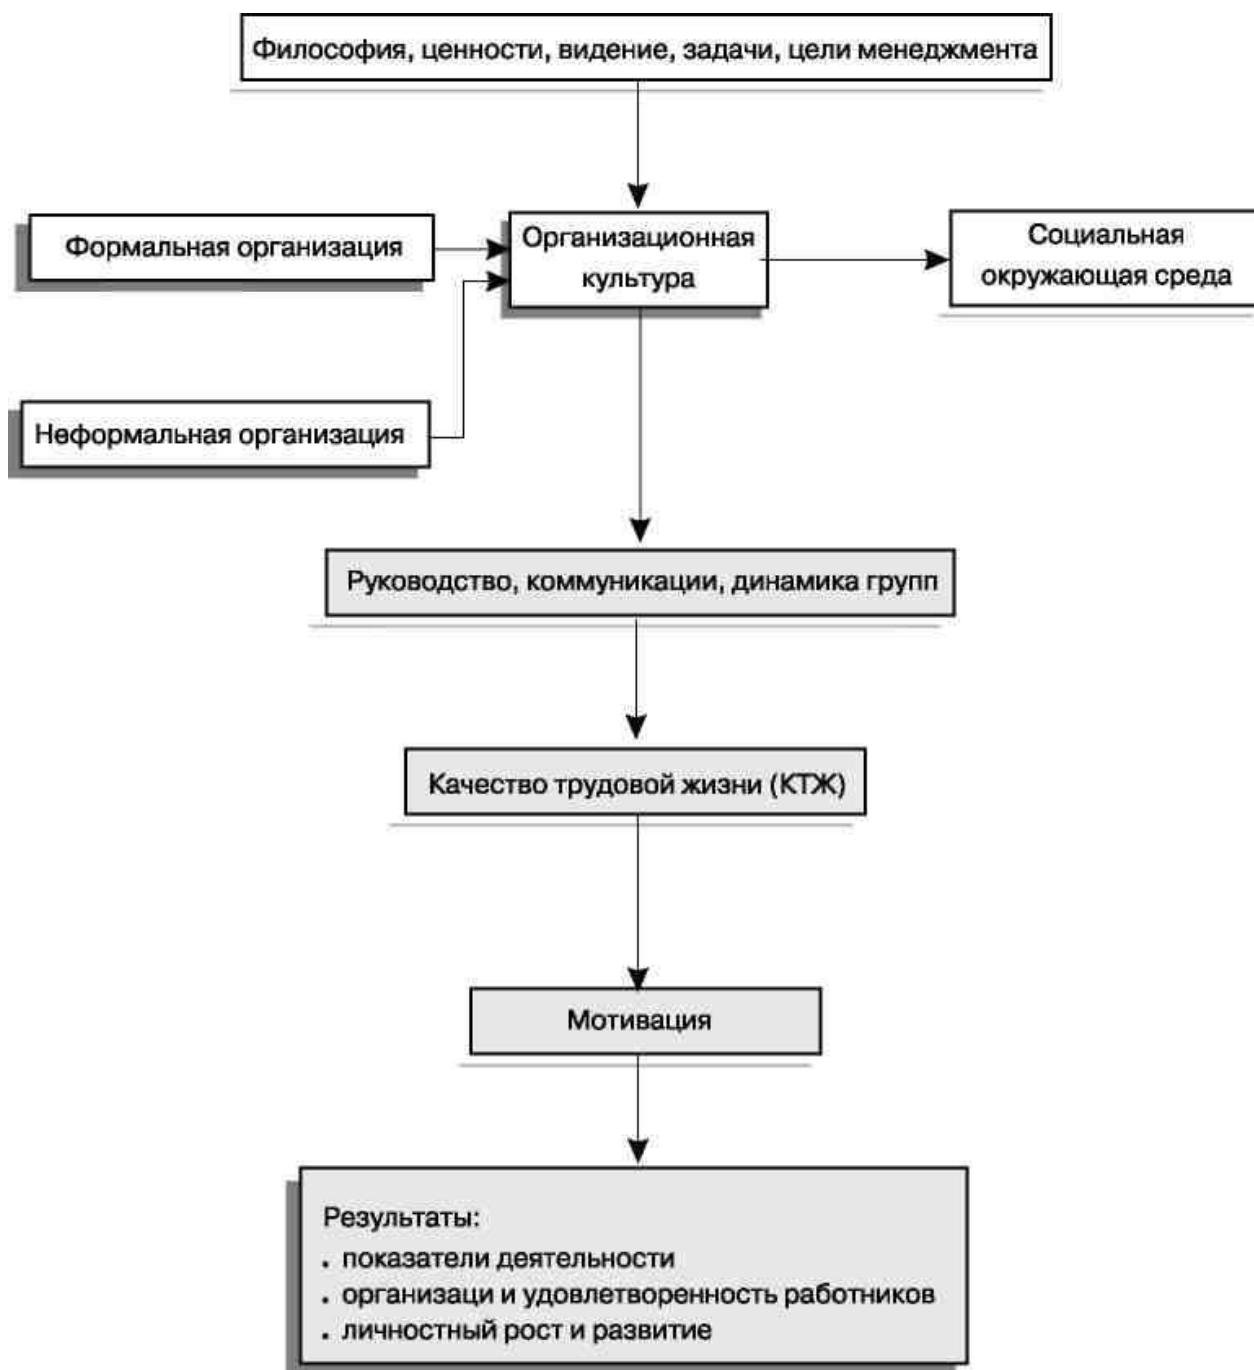 Философия, ценности, видение, задачи, цели менеджмента
Формальная организация
Организационная
культура
Социальная
окружающая среда
Неформальная организация
Руководство, коммуникации, динамика групп
Качество трудовой жизни (КТЖ)
Мотивация
Результаты:
• показатели деятельности
• организаци и удовлетворенность работников
• личностный рост и развитие